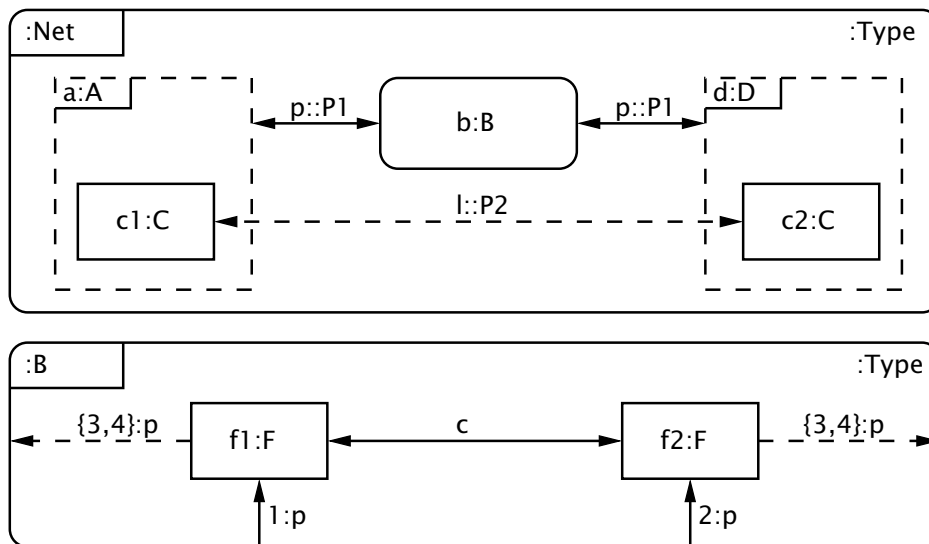 :Net :Type
a:A p::P1 b:B p::P1 d:D
c1:C l::P2 c2:C
:B :Type
{3,4}:p f1:F c f2:F {3,4}:p
1:p 2:p